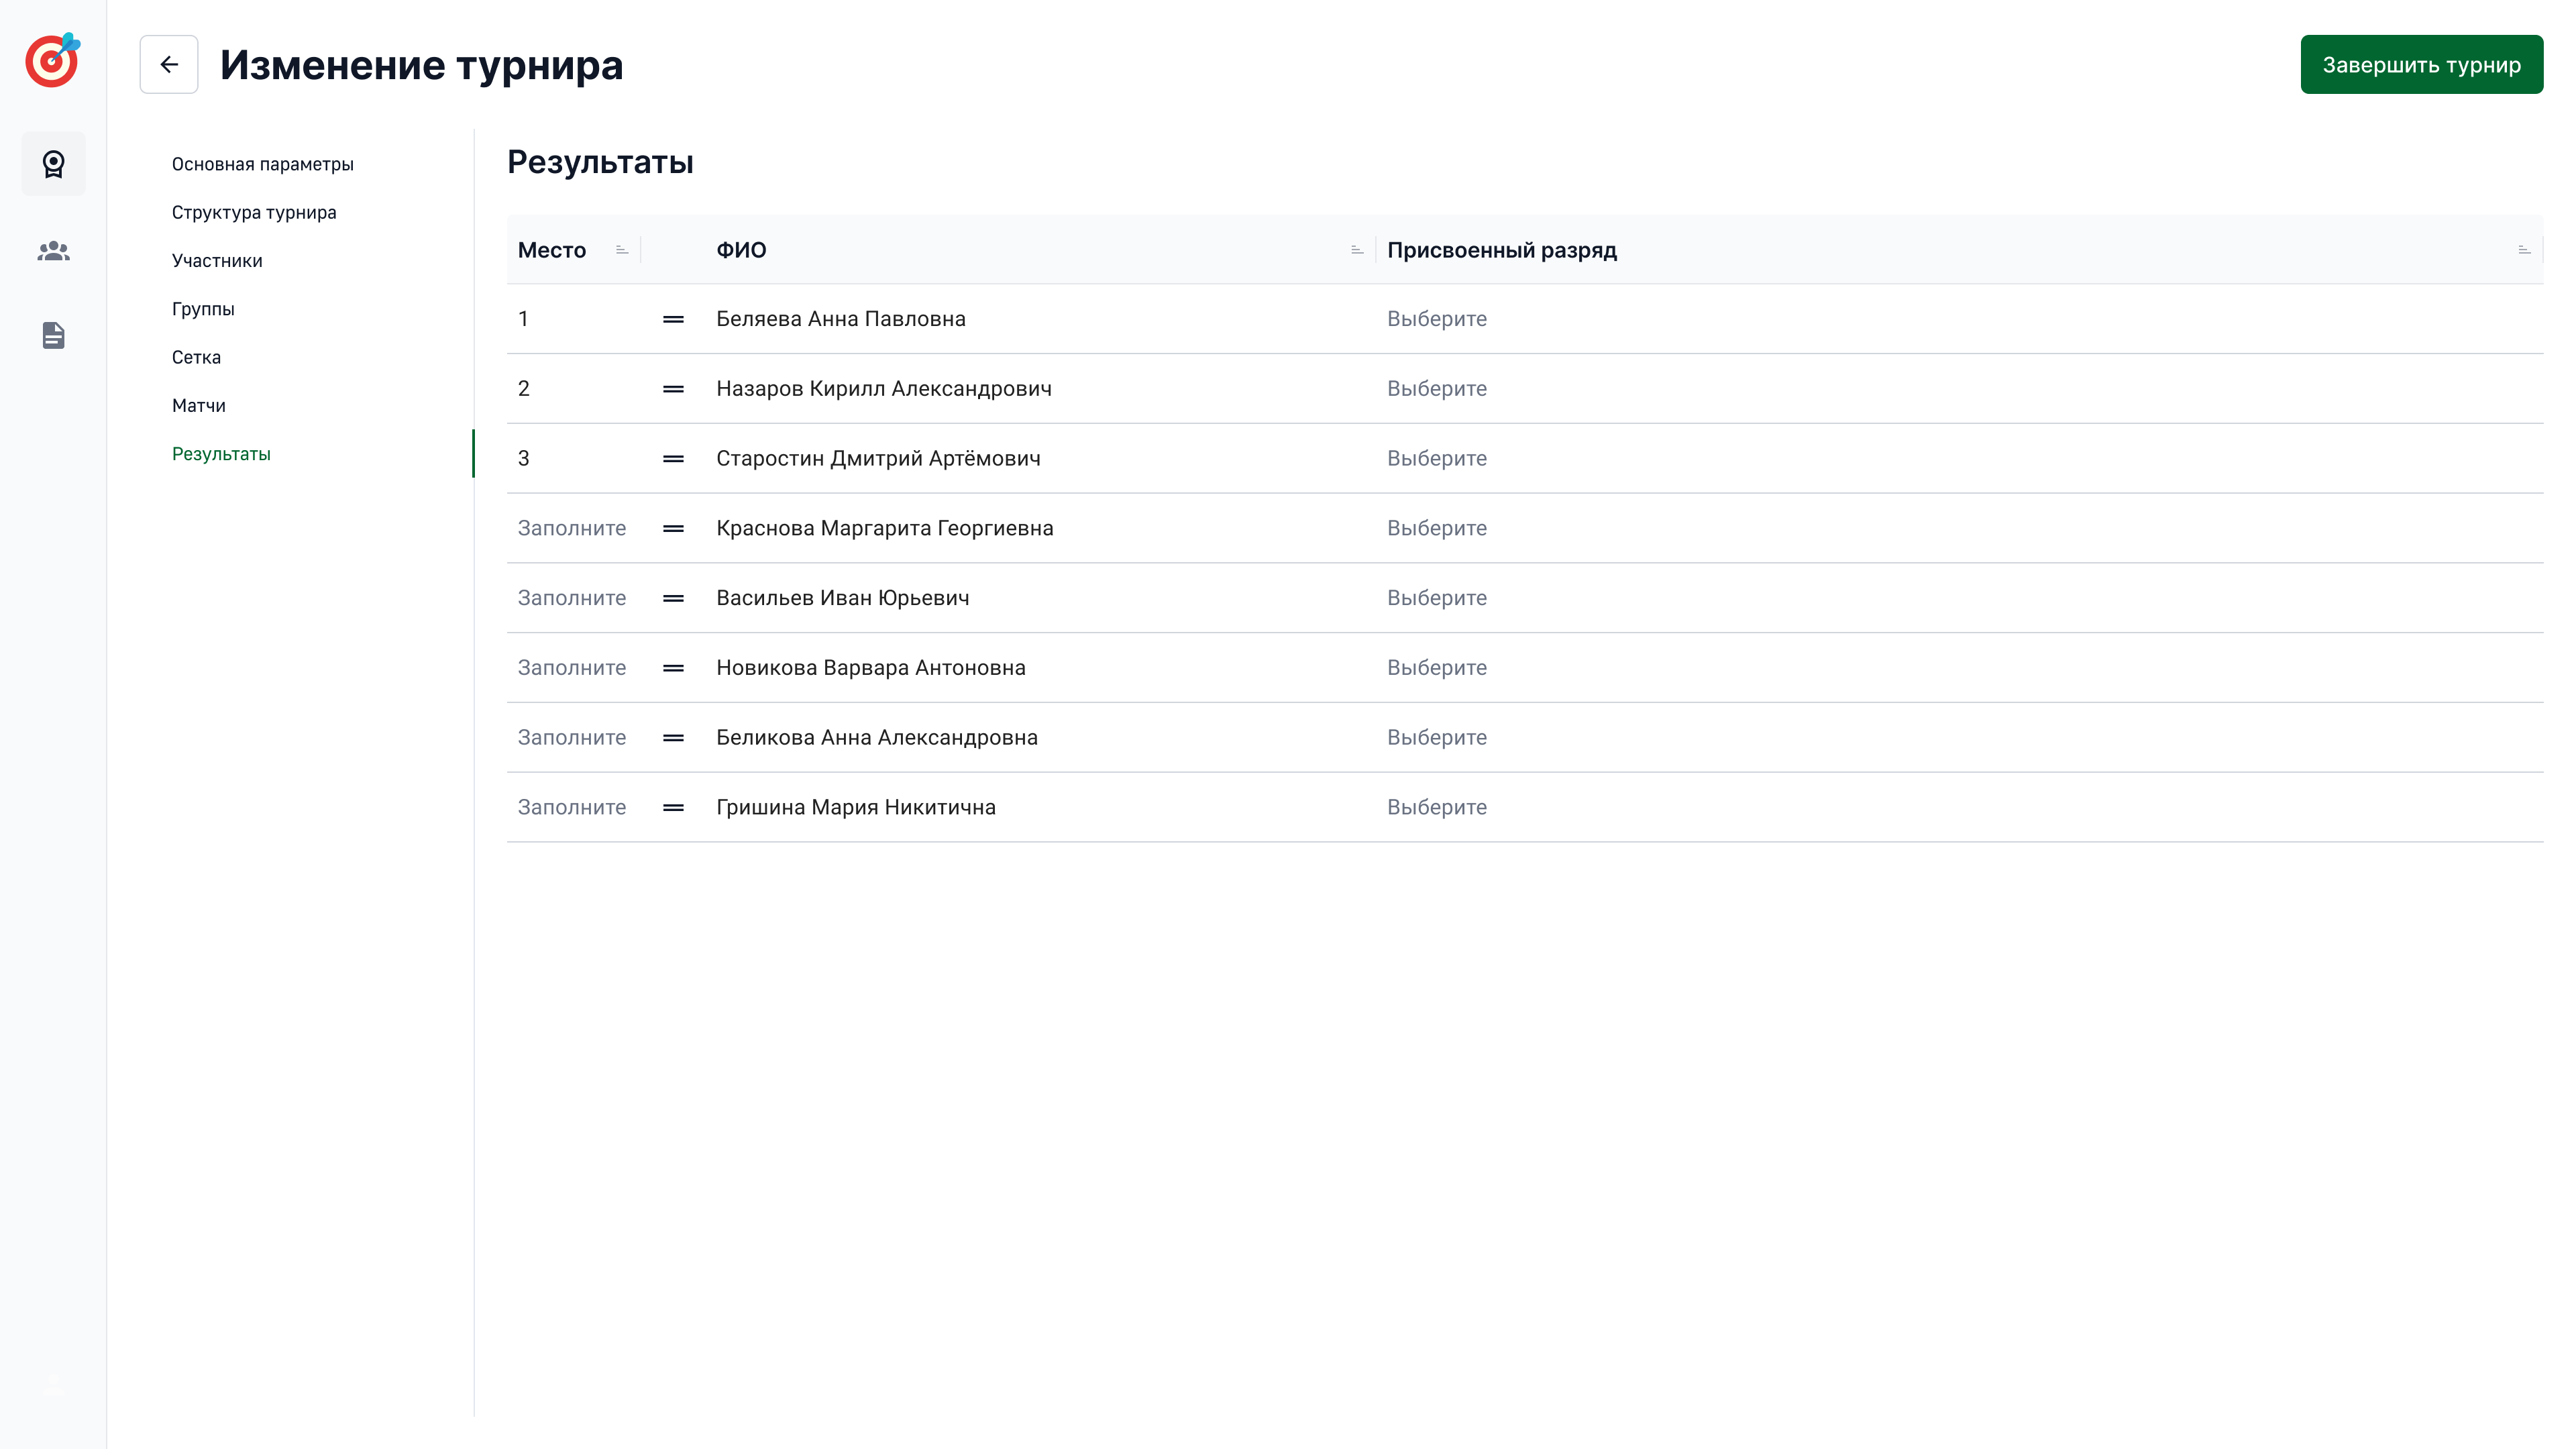 Изменение турнира
Завершить турнир
Основная параметры
Структура турнира
Участники
Группы
Сетка
Матчи
Результаты
Результаты
Место ФИО Присвоенный разряд
1 Беляева Анна Павловна Выберите
2 Назаров Кирилл Александрович Выберите
3 Старостин Дмитрий Артёмович Выберите
Заполните Краснова Маргарита Георгиевна Выберите
Заполните Васильев Иван Юрьевич Выберите
Заполните Новикова Варвара Антоновна Выберите
Заполните Беликова Анна Александровна Выберите
Заполните Гришина Мария Никитична Выберите